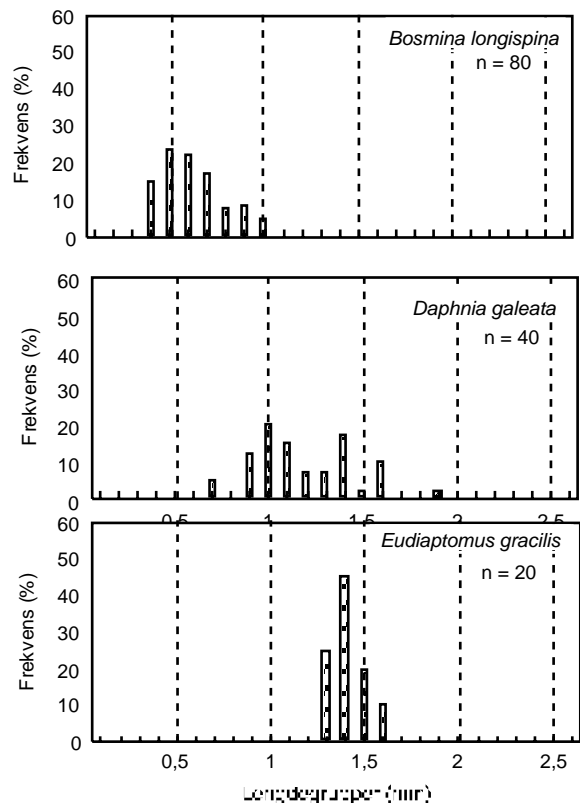 60
50
40
30
20
10
0
Frekvens (%)
Bosmina longispina
n = 80
60
50
40
30
20
10
0
Frekvens (%)
Daphnia galeata
n = 40
0,5 1 1,5 2 2,5
60
50
40
30
20
10
0
Frekvens (%)
Eudiaptomus gracilis
n = 20
0,5 1 1,5 2 2,5
Lengdegrupper (mm)